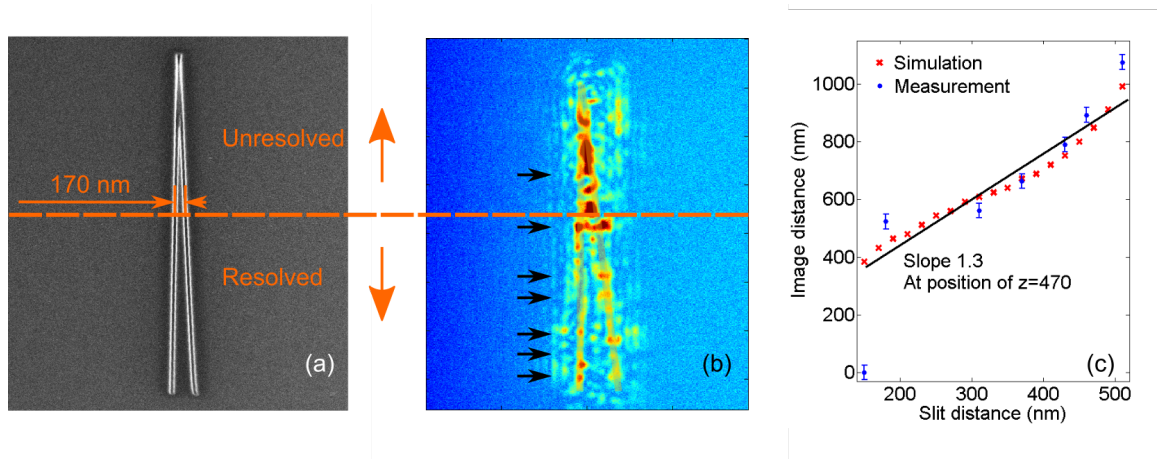 Unresolved
170 nm
Resolved
(a)
(b)
Simulation
Measurement
Image distance (nm)
1000
800
600
400
200
0
Slope 1.3
At position of z=470
(c)
200
300
400
500
Slit distance (nm)